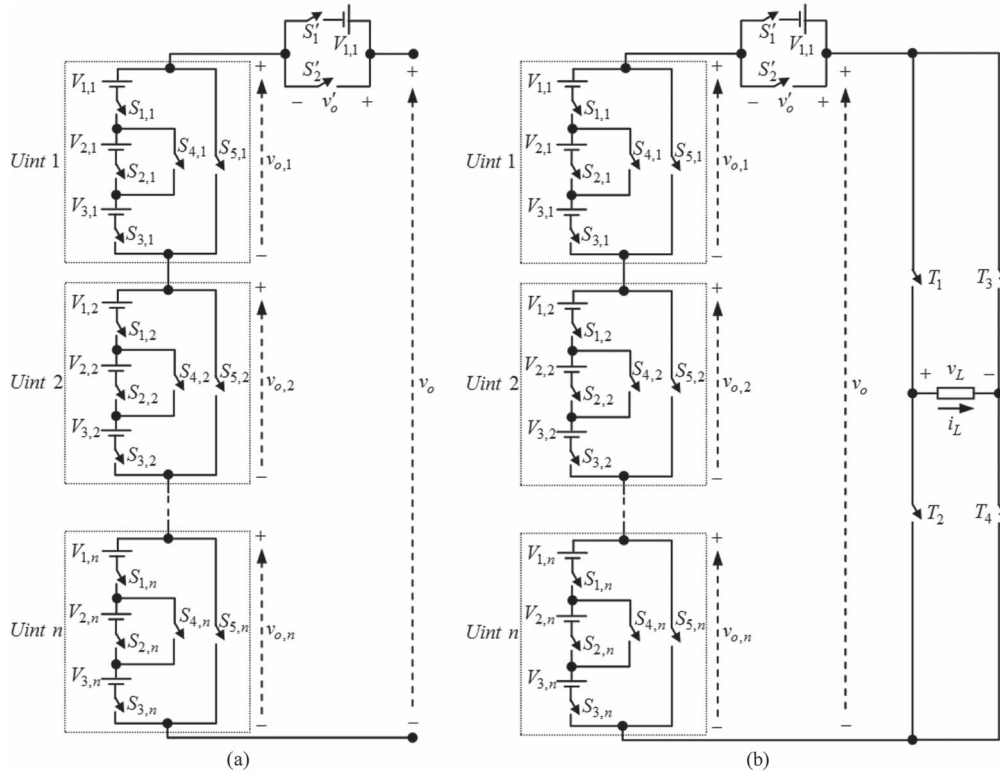 S′1
V1,1
S′2
− v′o +
V1,1
S1,1
V2,1
S2,1
V3,1
S3,1
S4,1
S5,1
Uint 1
+
vo,1
−
V1,2
S1,2
V2,2
S2,2
V3,2
S3,2
S4,2
S5,2
Uint 2
+
vo,2
−
V1,n
S1,n
V2,n
S2,n
V3,n
S3,n
S4,n
S5,n
Uint n
+
vo,n
−
+
vo
−
(a)
S′1
V1,1
S′2
− v′o +
V1,1
S1,1
V2,1
S2,1
V3,1
S3,1
S4,1
S5,1
Uint 1
+
vo,1
−
V1,2
S1,2
V2,2
S2,2
V3,2
S3,2
S4,2
S5,2
Uint 2
+
vo,2
−
V1,n
S1,n
V2,n
S2,n
V3,n
S3,n
S4,n
S5,n
Uint n
+
vo,n
−
+
vo
−
T1
T3
+ vL −
iL
T2
T4
(b)